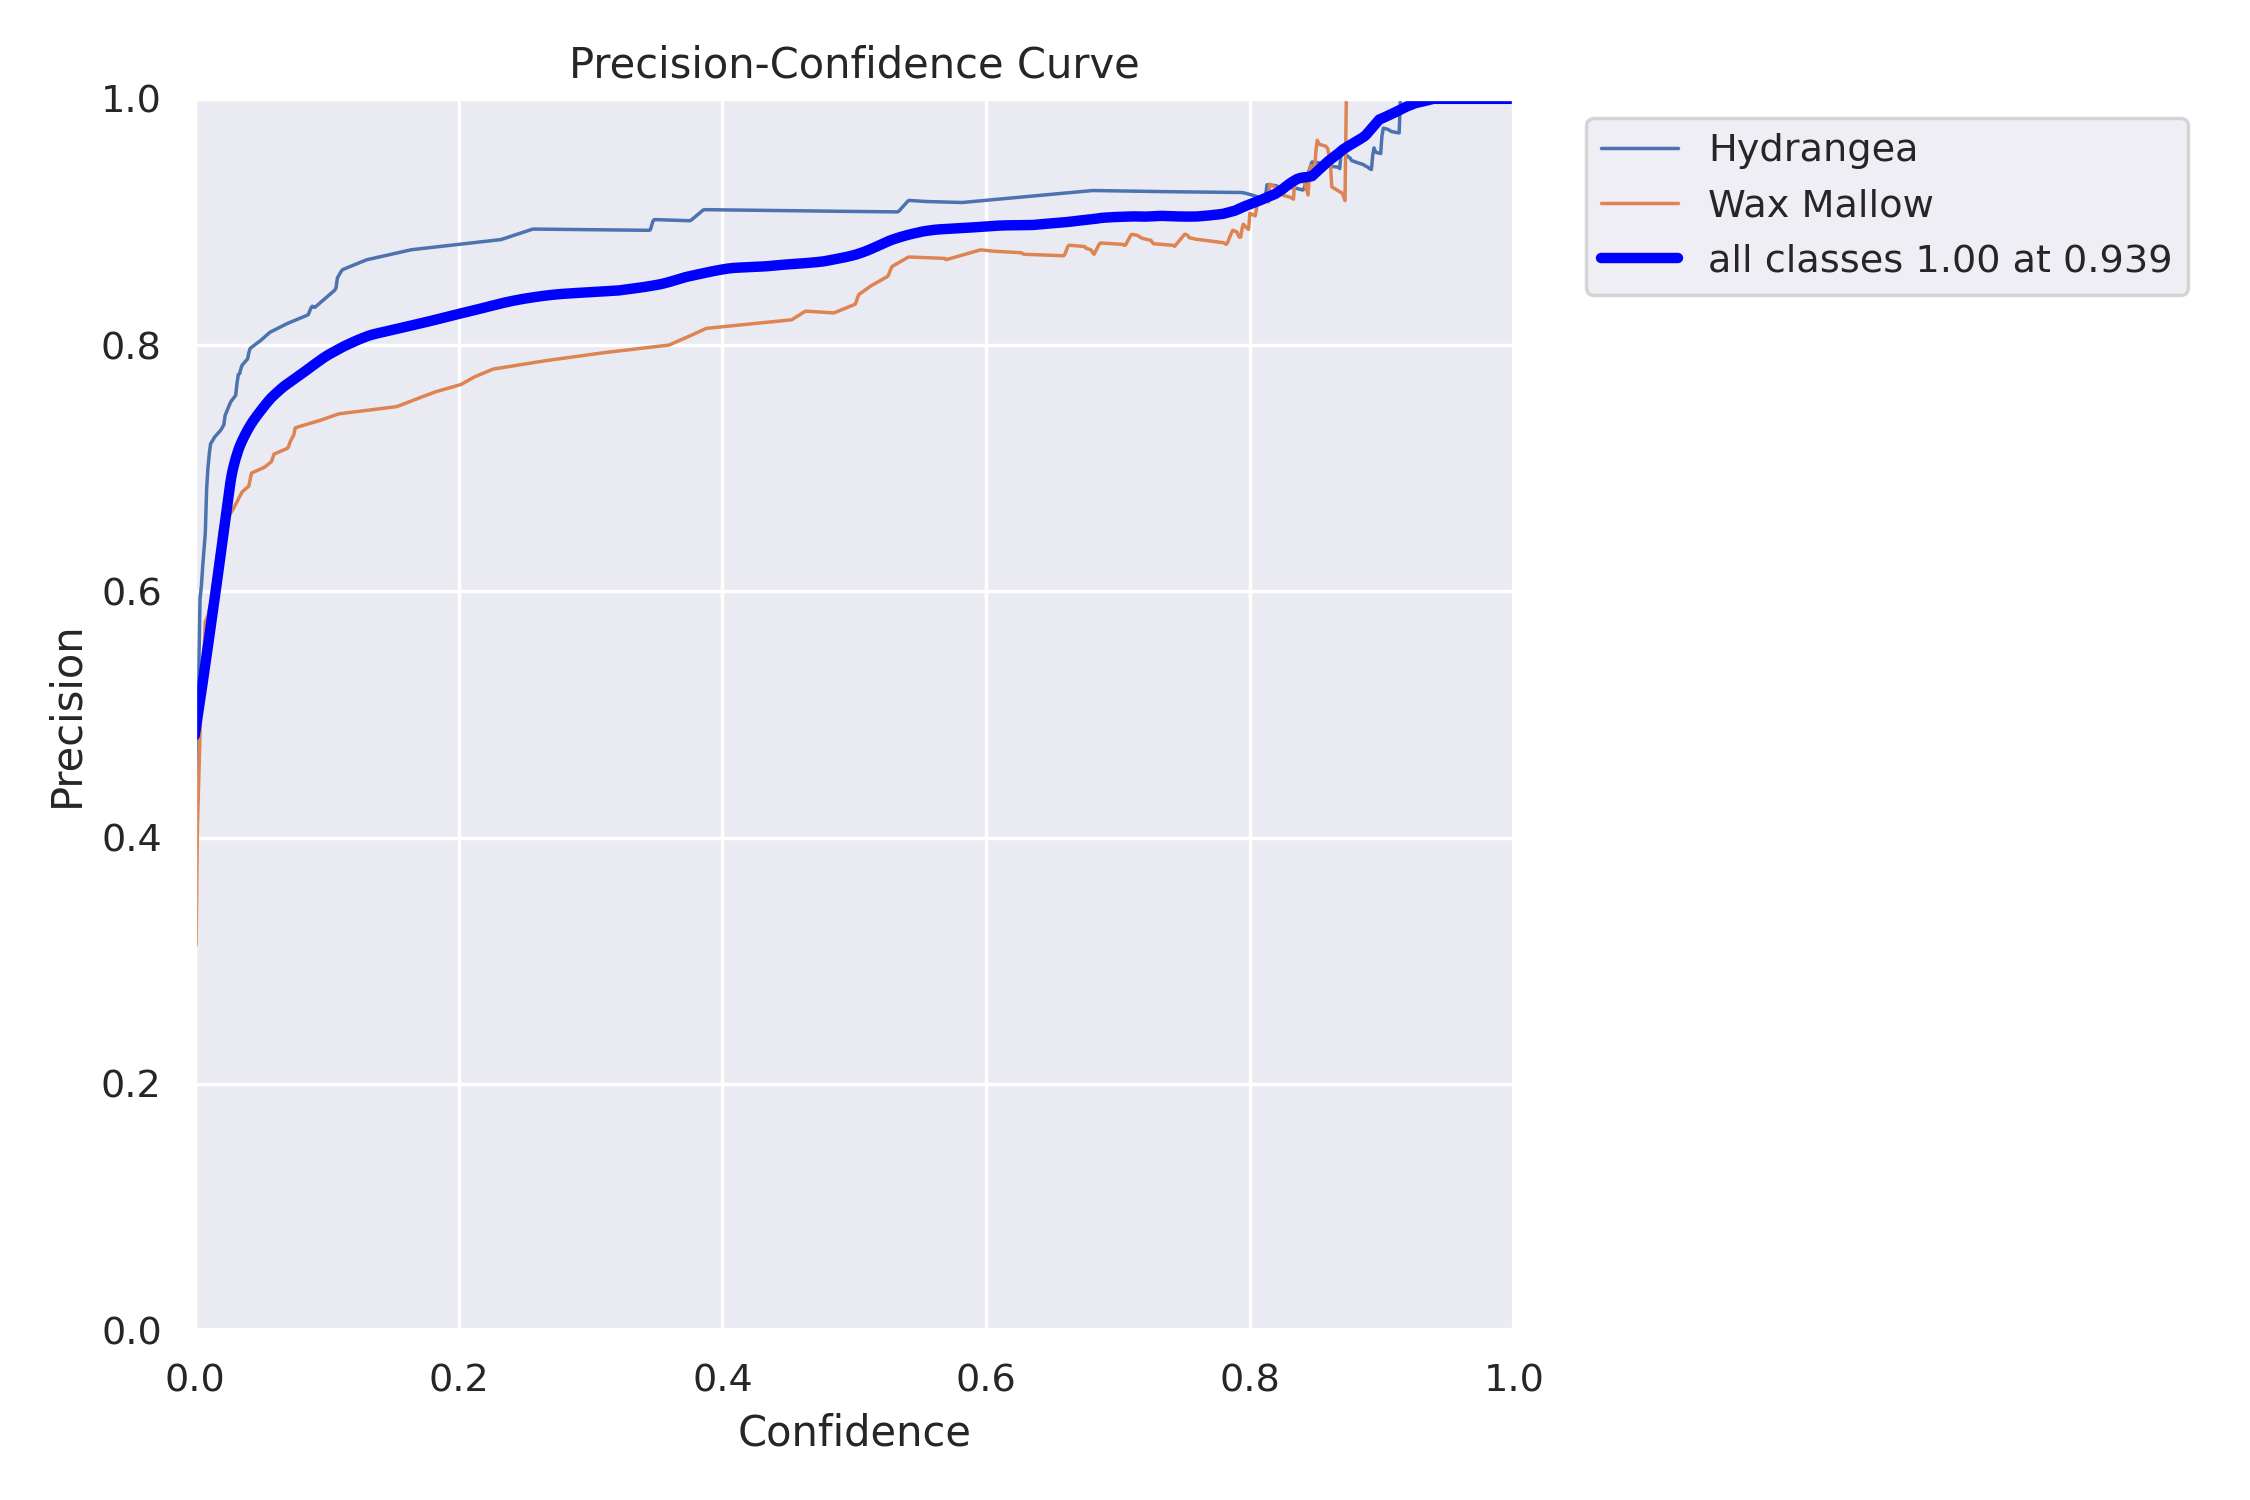 Precision-Confidence Curve
1.0
0.8
0.6
0.4
0.2
0.0
Precision
0.0 0.2 0.4 0.6 0.8 1.0
Confidence
Hydrangea
Wax Mallow
all classes 1.00 at 0.939